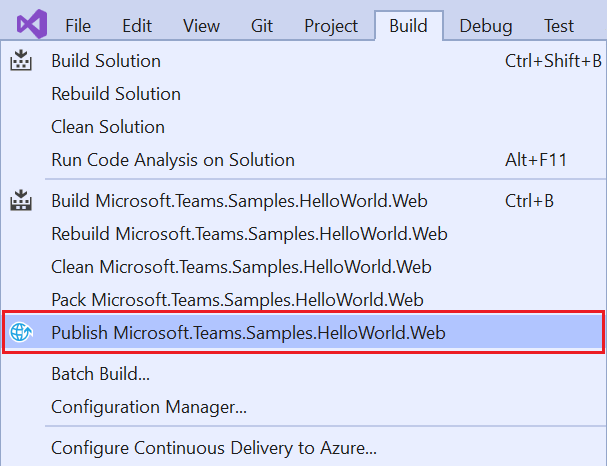 File Edit View Git Project Build Debug Test
Build Solution Ctrl+Shift+B
Rebuild Solution
Clean Solution
Run Code Analysis on Solution Alt+F11
Build Microsoft.Teams.Samples.HelloWorld.Web Ctrl+B
Rebuild Microsoft.Teams.Samples.HelloWorld.Web
Clean Microsoft.Teams.Samples.HelloWorld.Web
Pack Microsoft.Teams.Samples.HelloWorld.Web
Publish Microsoft.Teams.Samples.HelloWorld.Web
Batch Build...
Configuration Manager...
Configure Continuous Delivery to Azure...